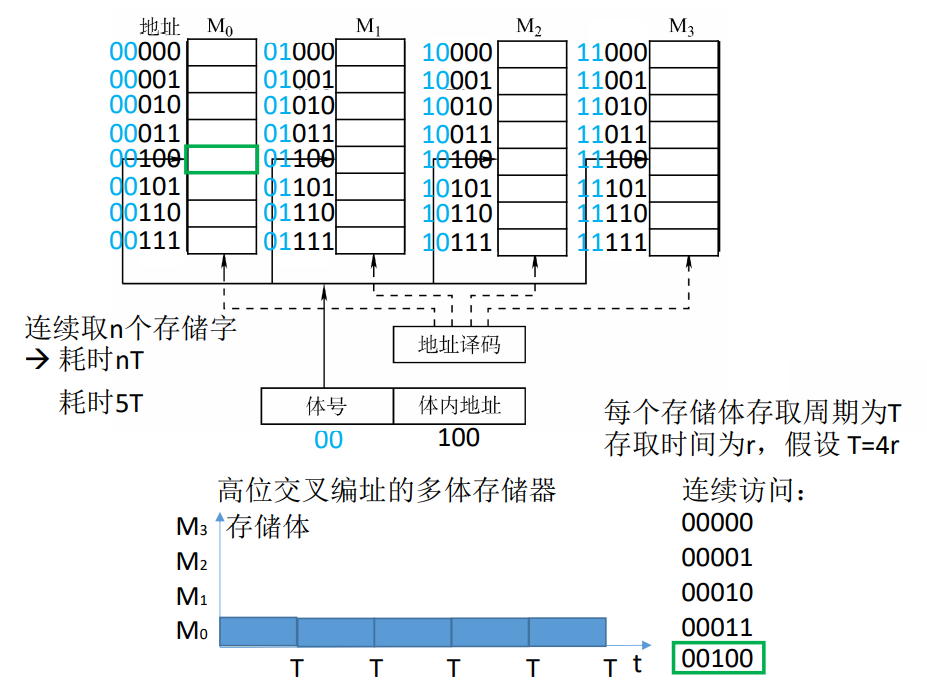 地址 M0 M1 M2 M3
00000 01000 10000 11000
00001 01001 10001 11001
00010 01010 10010 11010
00011 01011 10011 11011
00100 01100 10100 11100
00101 01101 10101 11101
00110 01110 10110 11110
00111 01111 10111 11111
连续取n个存储字
→ 耗时nT
耗时5T
地址译码
体号 体内地址
00 100
每个存储体存取周期为T
存取时间为r，假设 T=4r
高位交叉编址的多体存储器
存储体
M3
M2
M1
M0
T T T T T t
连续访问：
00000
00001
00010
00011
00100